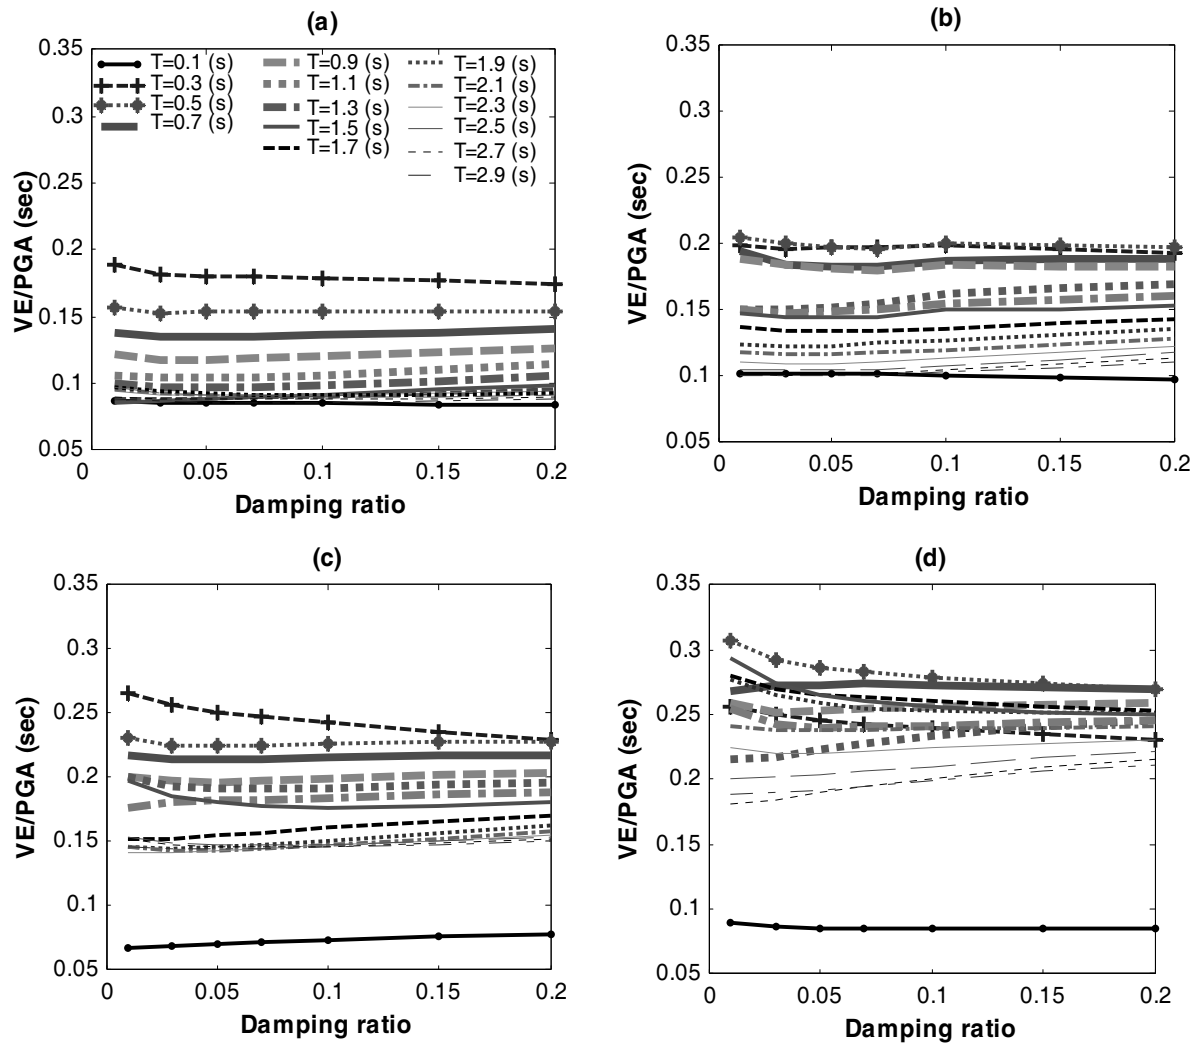 (a)
0.35
0.3
0.25
0.2
0.15
0.1
0.05
VE/PGA (sec)
T=0.1 (s)
T=0.3 (s)
T=0.5 (s)
T=0.7 (s)
T=0.9 (s)
T=1.1 (s)
T=1.3 (s)
T=1.5 (s)
T=1.7 (s)
T=1.9 (s)
T=2.1 (s)
T=2.3 (s)
T=2.5 (s)
T=2.7 (s)
T=2.9 (s)
0 0.05 0.1 0.15 0.2
Damping ratio
(b)
0.35
0.3
0.25
0.2
0.15
0.1
0.05
VE/PGA (sec)
0 0.05 0.1 0.15 0.2
Damping ratio
(c)
0.35
0.3
0.25
0.2
0.15
0.1
0.05
VE/PGA (sec)
0 0.05 0.1 0.15 0.2
Damping ratio
(d)
0.35
0.3
0.25
0.2
0.15
0.1
0.05
VE/PGA (sec)
0 0.05 0.1 0.15 0.2
Damping ratio